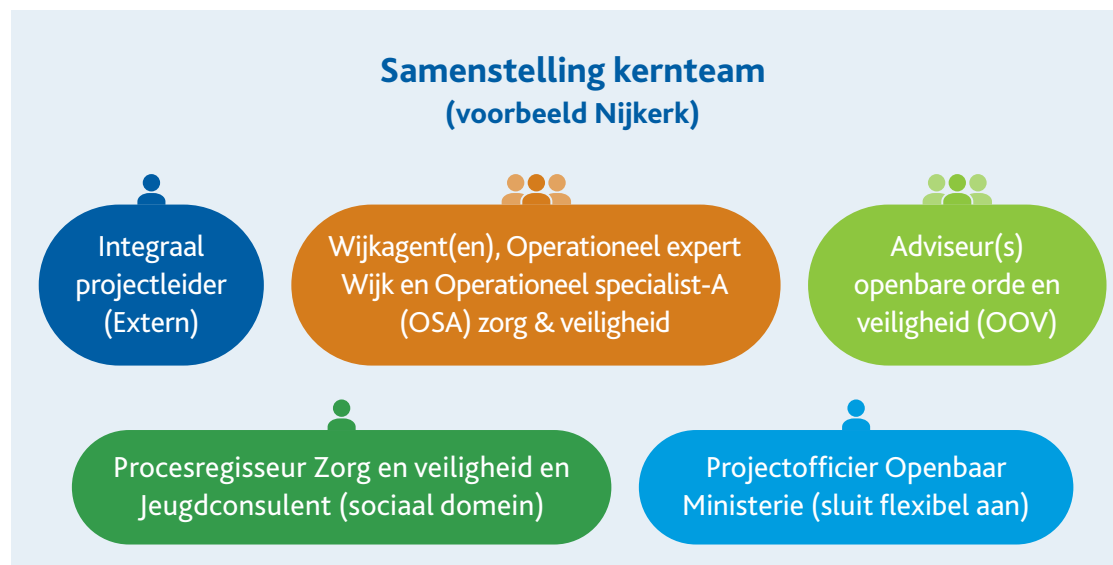 Samenstelling kernteam
(voorbeeld Nijkerk)
Integraal
projectleider
(Extern)
Wijkagent(en), Operationeel expert
Wijk en Operationeel specialist-A
(OSA) zorg & veiligheid
Adviseur(s)
openbare orde en
veiligheid (OOV)
Procesregisseur Zorg en veiligheid en
Jeugdconsulent (sociaal domein)
Projectofficier Openbaar
Ministerie (sluit flexibel aan)